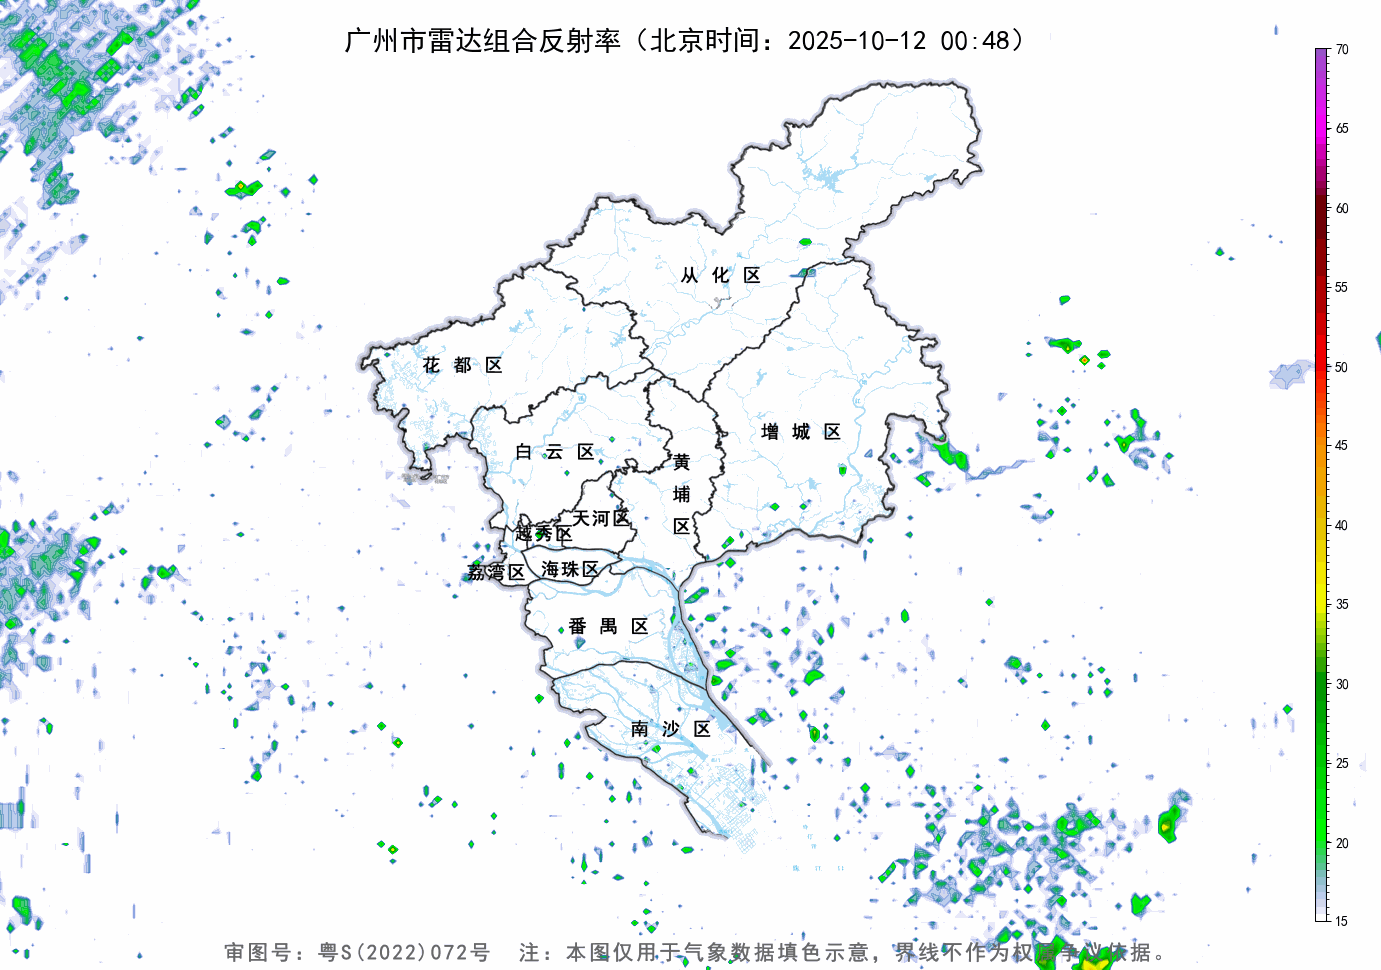 广州市雷达组合反射率（北京时间：2025-10-12 00:48）
70
65
60
55
50
45
40
35
30
25
20
15
从化区
花都区
增城区
白云区
黄埔区
天河区
越秀区
荔湾区
海珠区
番禺区
南沙区
审图号：粤S(2022)072号 注：本图仅用于气象数据填色示意，界线不作为权属争议依据。